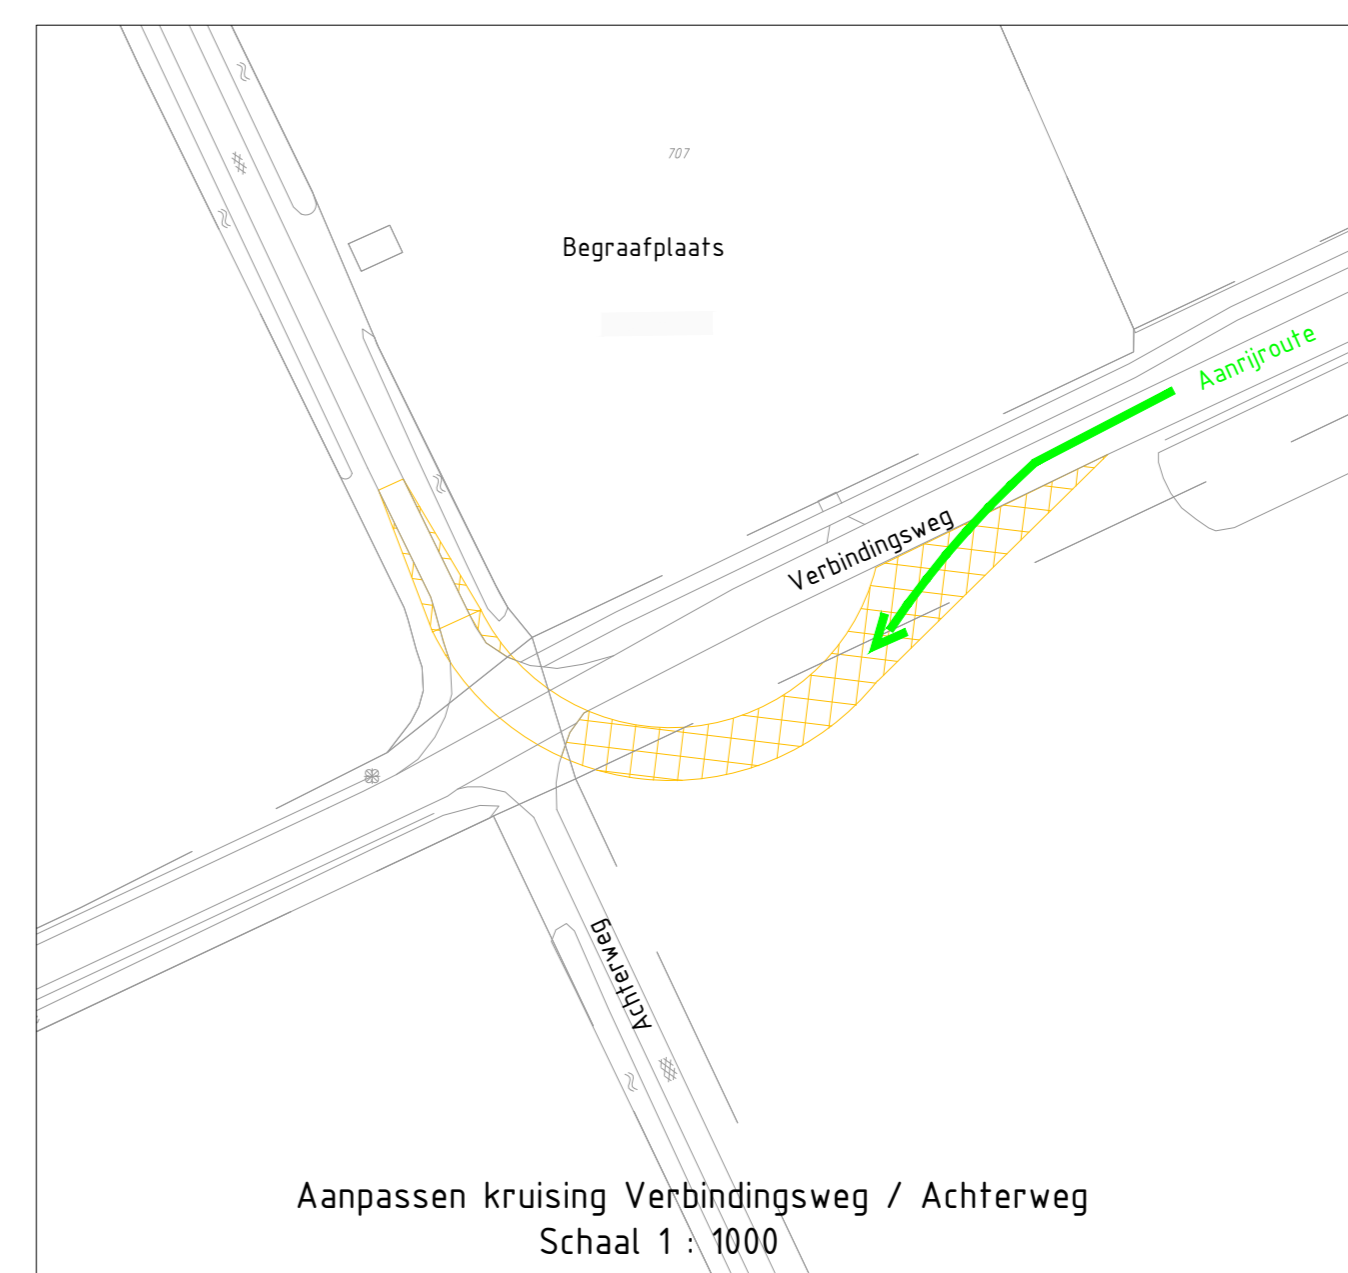 707
Begraafplaats
Aanrijroute
Verbindingsweg
Achterweg
Aanpassen kruising Verbindingsweg / Achterweg
Schaal 1 : 1000